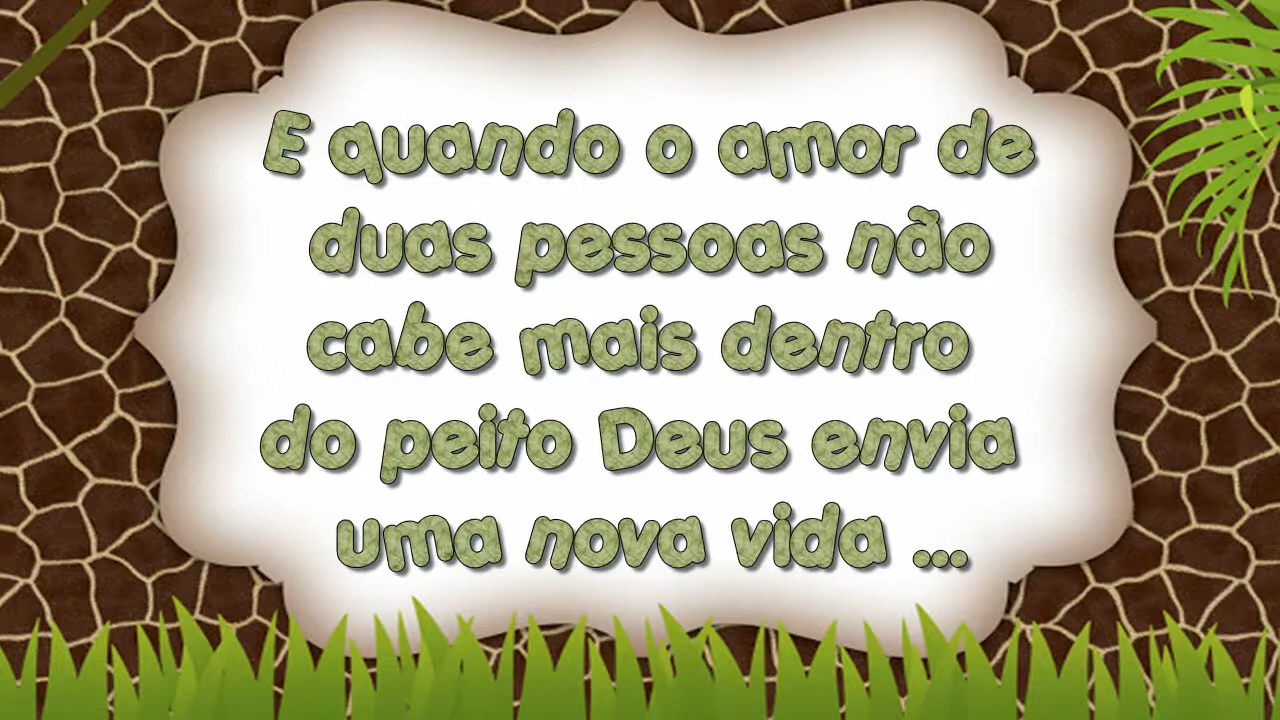 E quando o amor de
duas pessoas não
cabe mais dentro
do peito Deus envia
uma nova vida ...